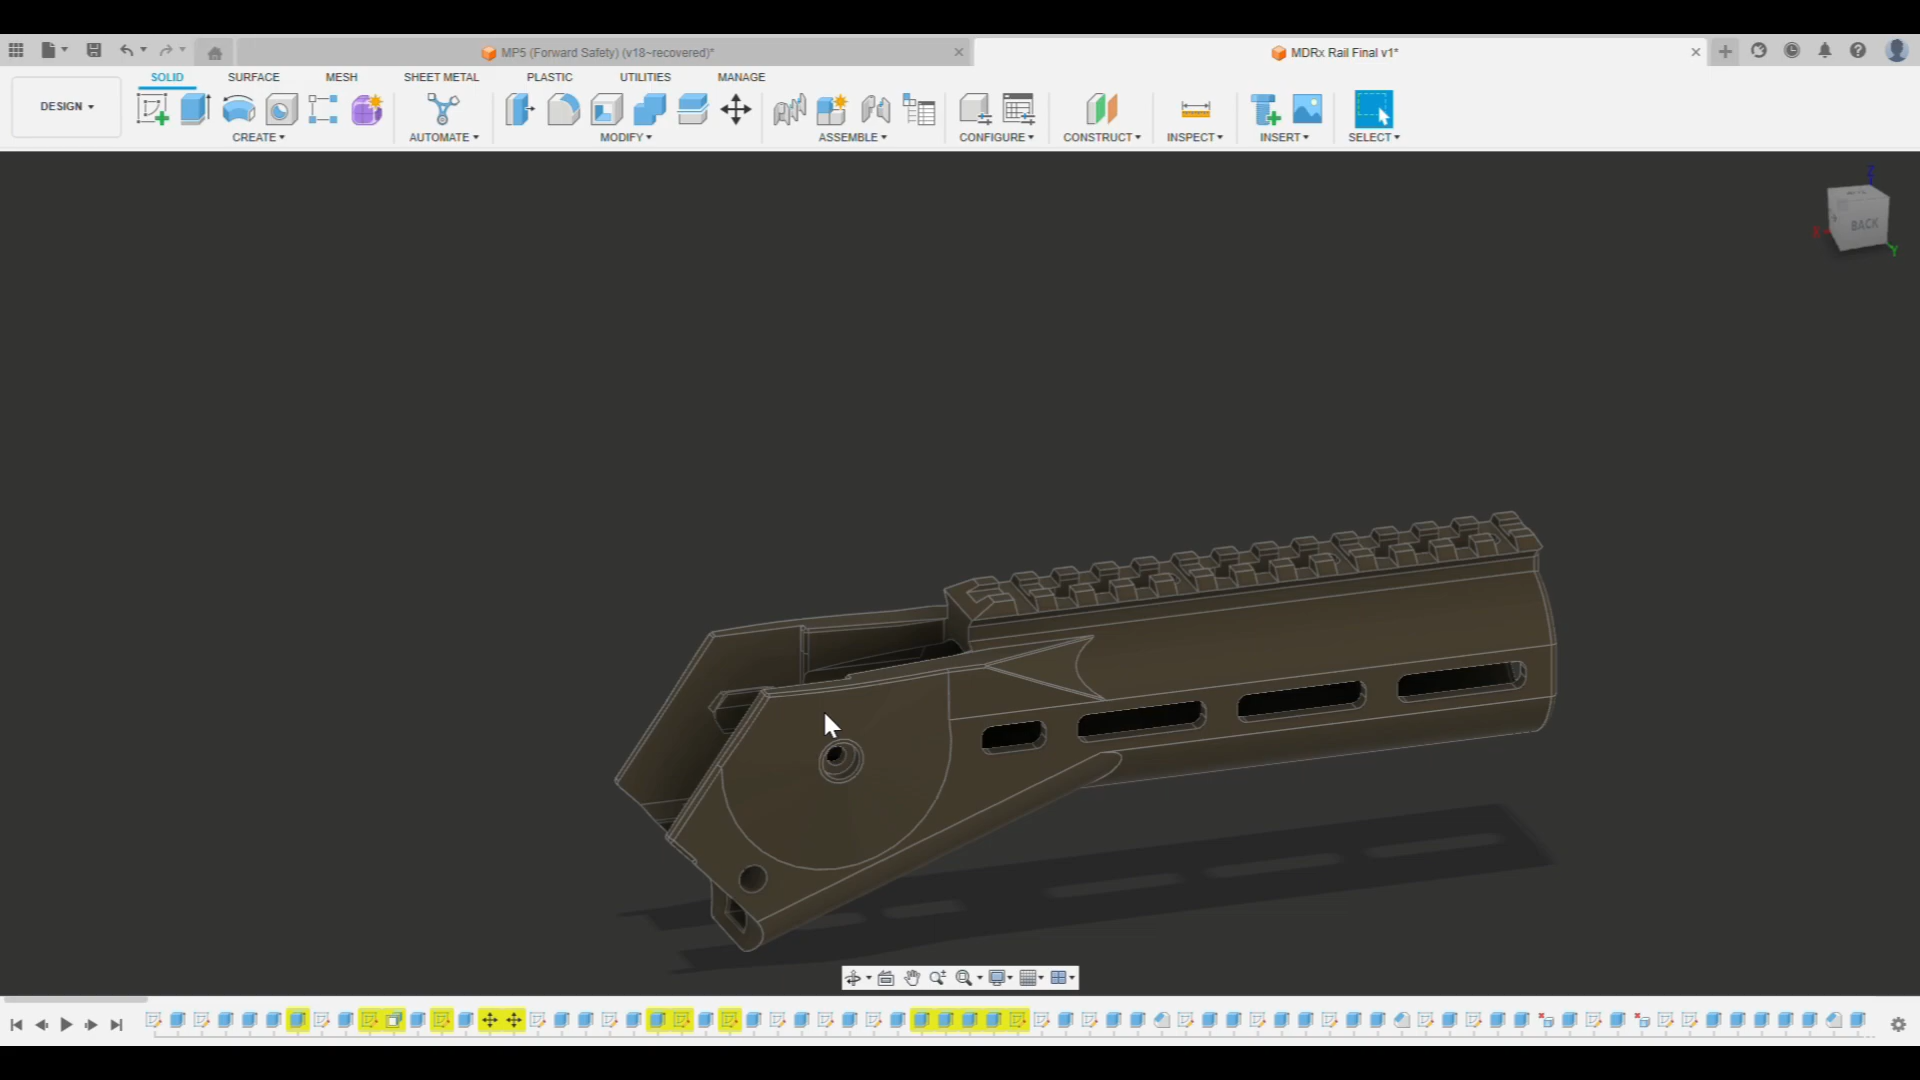 MP5 (Forward Safety) (v18~recovered)*
MDRx Rail Final v1*
SOLID SURFACE MESH SHEET METAL PLASTIC UTILITIES MANAGE
DESIGN
CREATE AUTOMATE MODIFY ASSEMBLE CONFIGURE CONSTRUCT INSPECT INSERT SELECT
Z
BACK
X
Y